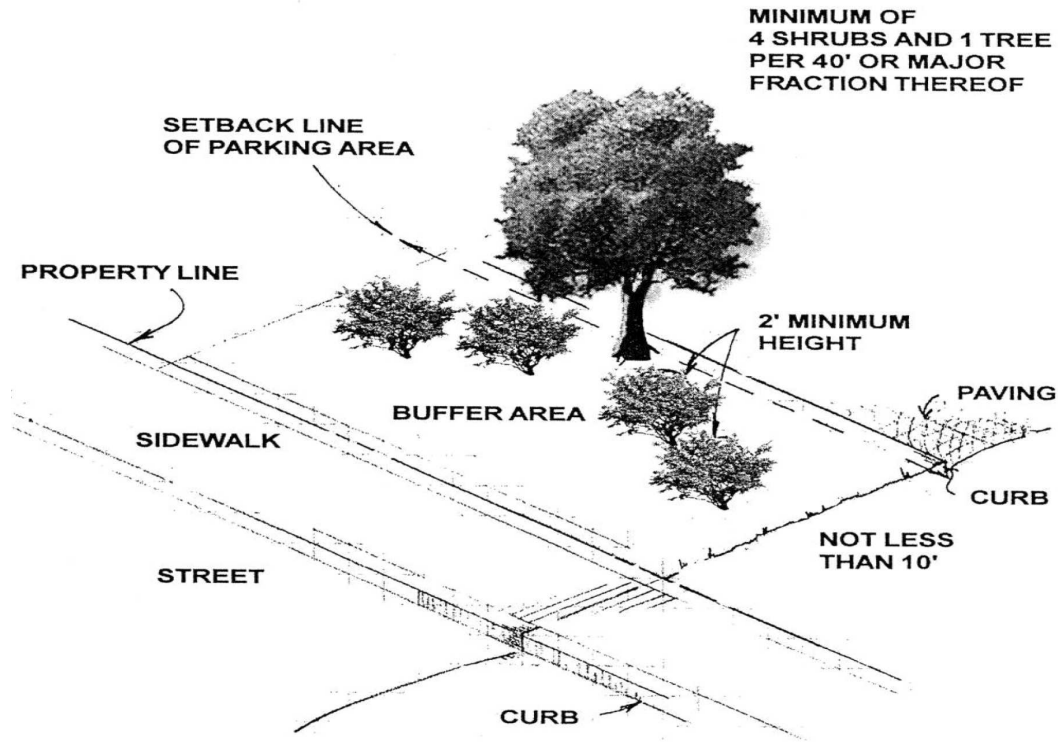 MINIMUM OF
4 SHRUBS AND 1 TREE
PER 40' OR MAJOR
FRACTION THEREOF
SETBACK LINE
OF PARKING AREA
PROPERTY LINE
2' MINIMUM
HEIGHT
PAVING
BUFFER AREA
SIDEWALK
CURB
NOT LESS
THAN 10'
STREET
CURB